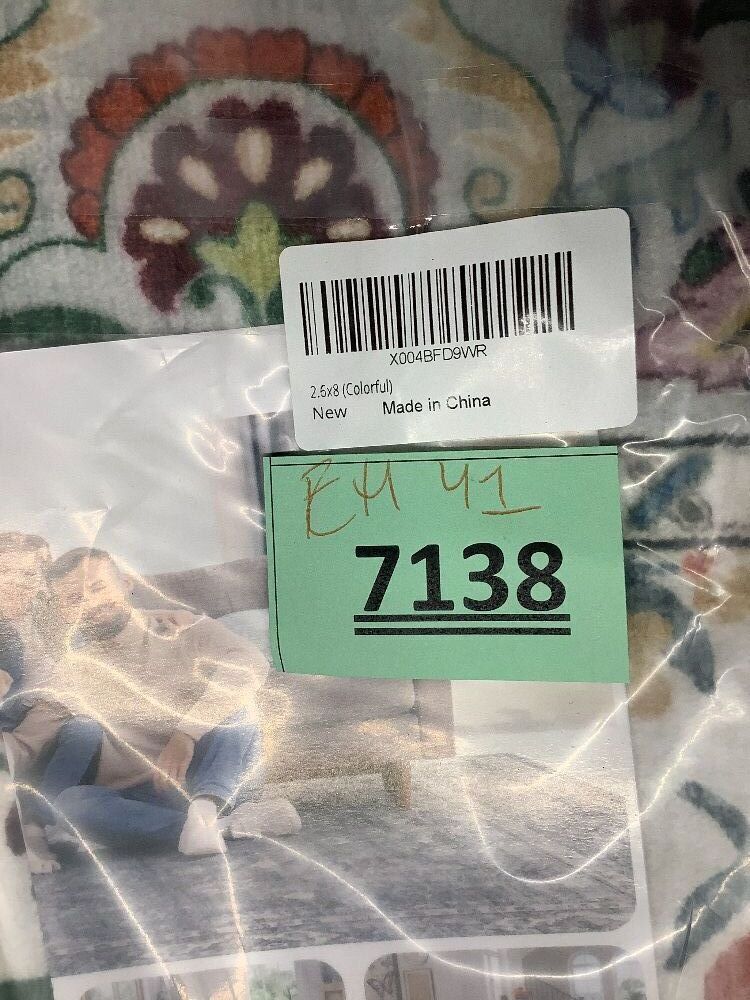 X004BFD9WR
2.5x8 (Colorful)
New Made in China
EH 41
7138